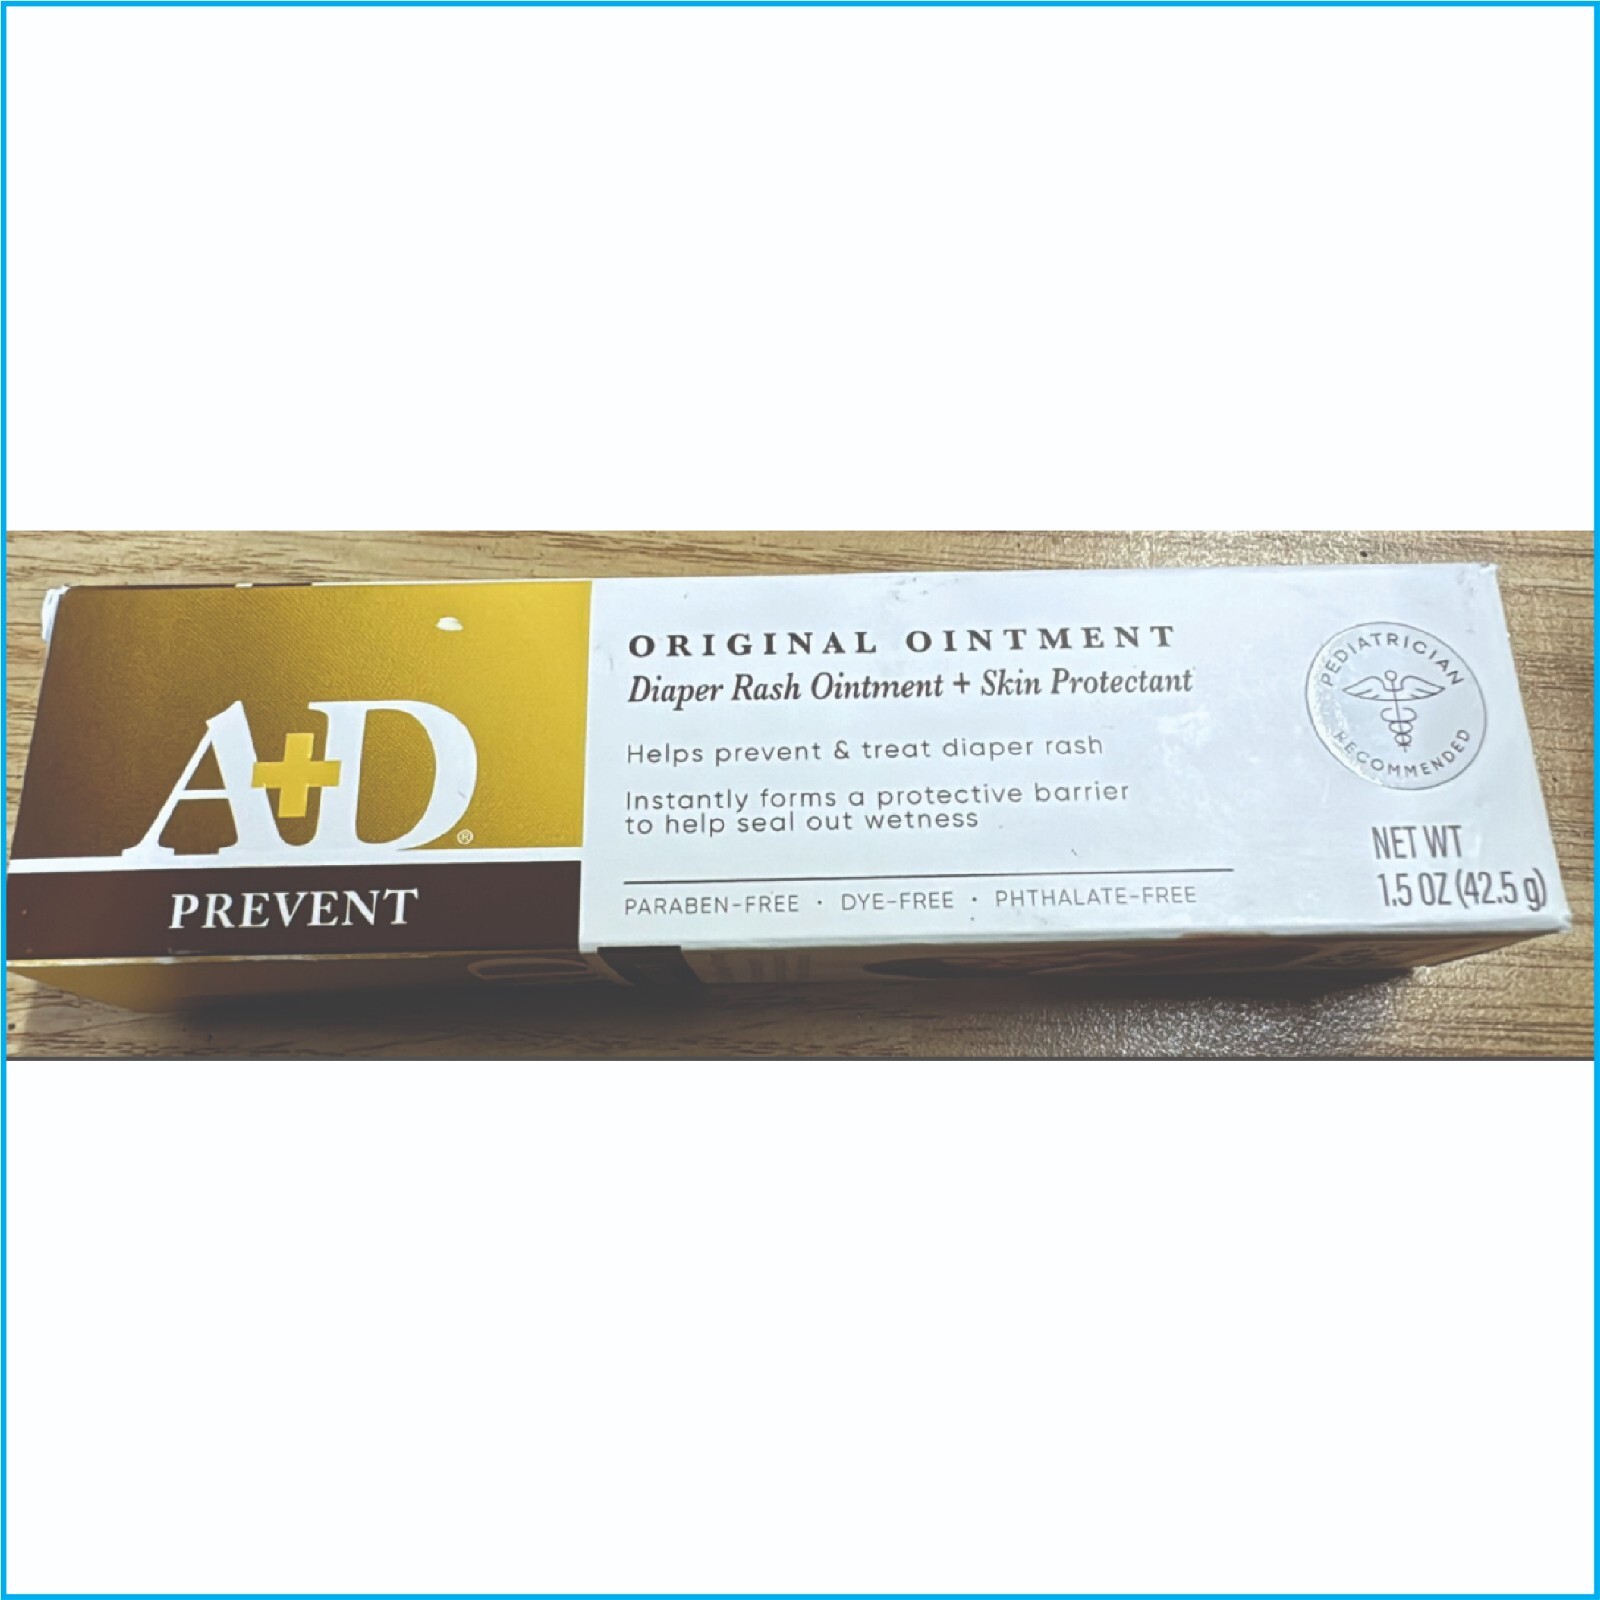 A+D®
PREVENT
ORIGINAL OINTMENT
Diaper Rash Ointment + Skin Protectant
Helps prevent & treat diaper rash
Instantly forms a protective barrier
to help seal out wetness
PARABEN-FREE · DYE-FREE · PHTHALATE-FREE
PEDIATRICIAN
RECOMMENDED
NET WT
1.5 OZ (42.5 g)